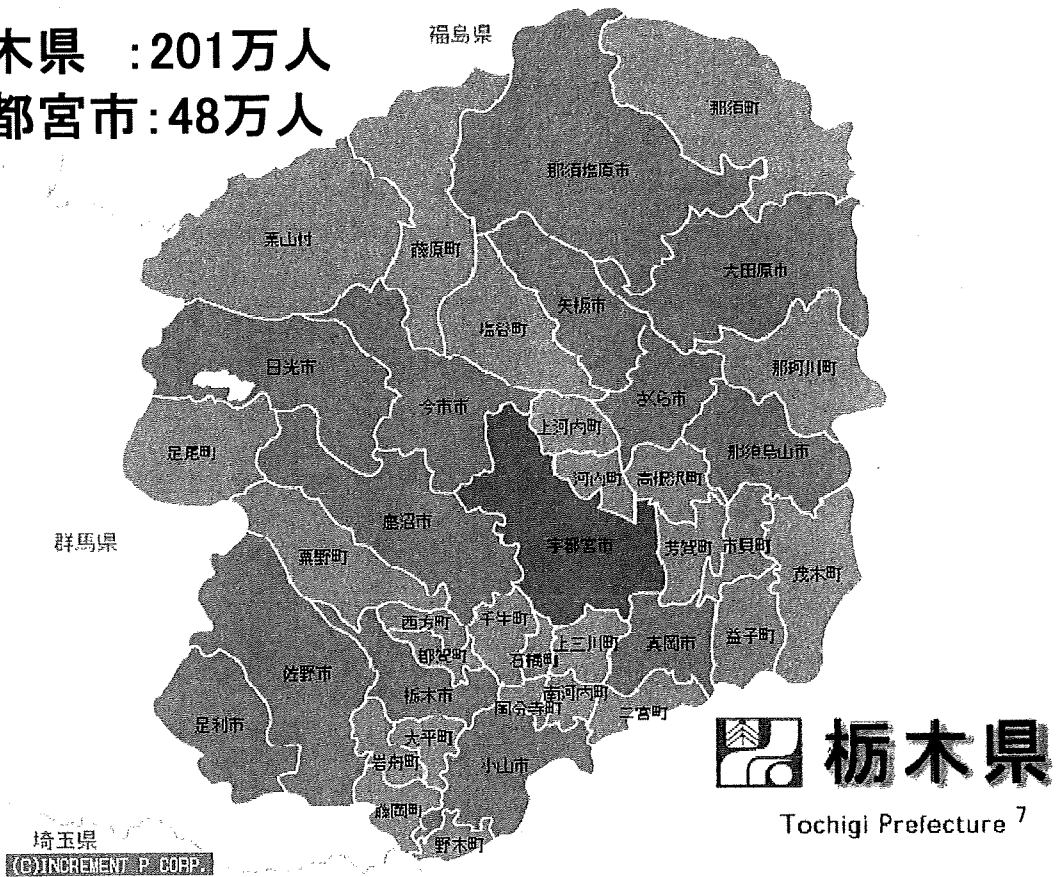 木県 :201万人
都宮市:48万人
福島県
那須町
那須塩原市
栗山村
藤原町
大田原市
矢板市
塩谷町
日光市
那珂川町
さくら市
今市市
上河内町
足尾町
那須烏山市
河内町
高根沢町
鹿沼市
群馬県
宇都宮市
芳賀町
市貝町
粟野町
茂木町
西方町
壬生町
上三川町
真岡市
益子町
都賀町
石橋町
佐野市
栃木市
南河内町
国分寺町
二宮町
足利市
大平町
岩舟町
小山市
栃木県
藤岡町
Tochigi Prefecture 7
埼玉県
野木町
(C)INCREMENT P CORP.